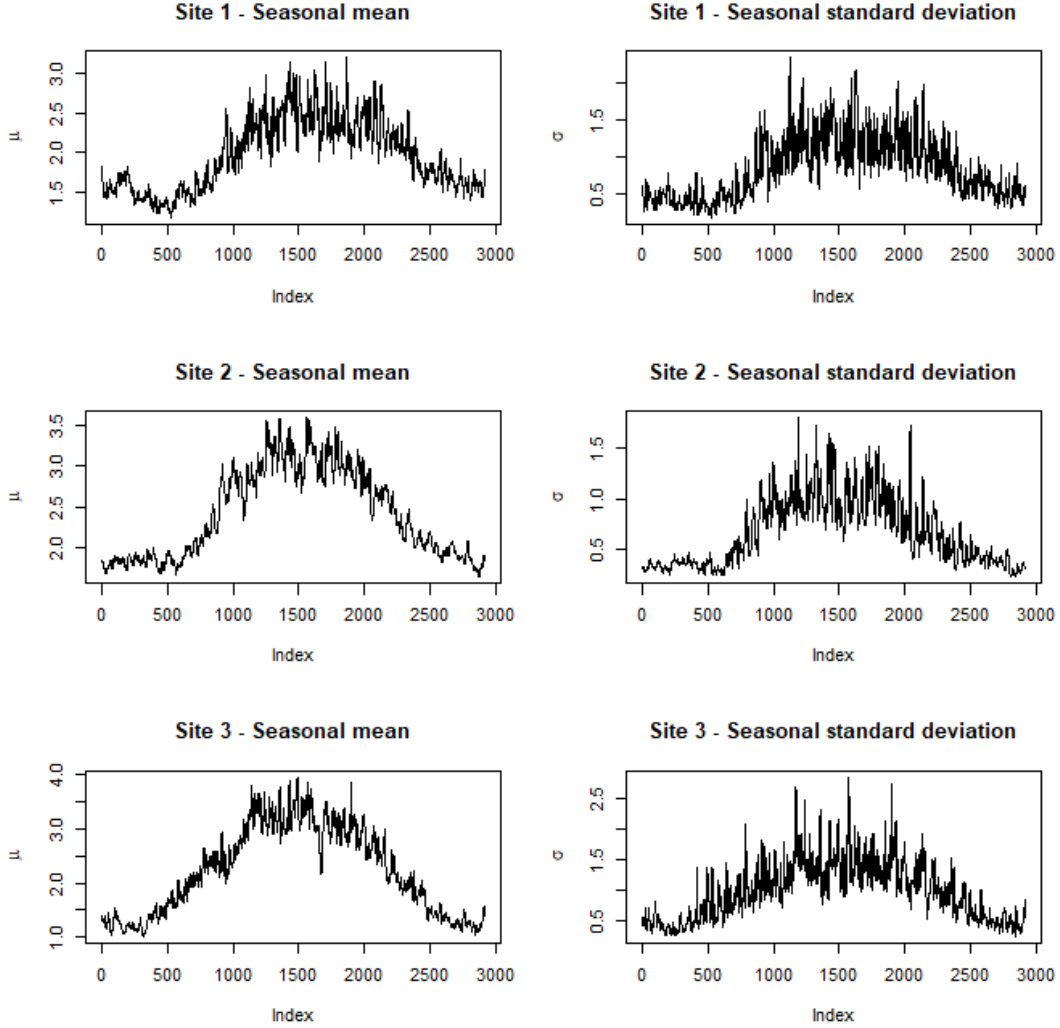 Site 1 - Seasonal mean
μ
1.5 2.0 2.5 3.0
0 500 1000 1500 2000 2500 3000
Index
Site 1 - Seasonal standard deviation
σ
0.5 1.5
0 500 1000 1500 2000 2500 3000
Index
Site 2 - Seasonal mean
μ
2.0 2.5 3.0 3.5
0 500 1000 1500 2000 2500 3000
Index
Site 2 - Seasonal standard deviation
σ
0.5 1.0 1.5
0 500 1000 1500 2000 2500 3000
Index
Site 3 - Seasonal mean
μ
1.0 2.0 3.0 4.0
0 500 1000 1500 2000 2500 3000
Index
Site 3 - Seasonal standard deviation
σ
0.5 1.5 2.5
0 500 1000 1500 2000 2500 3000
Index